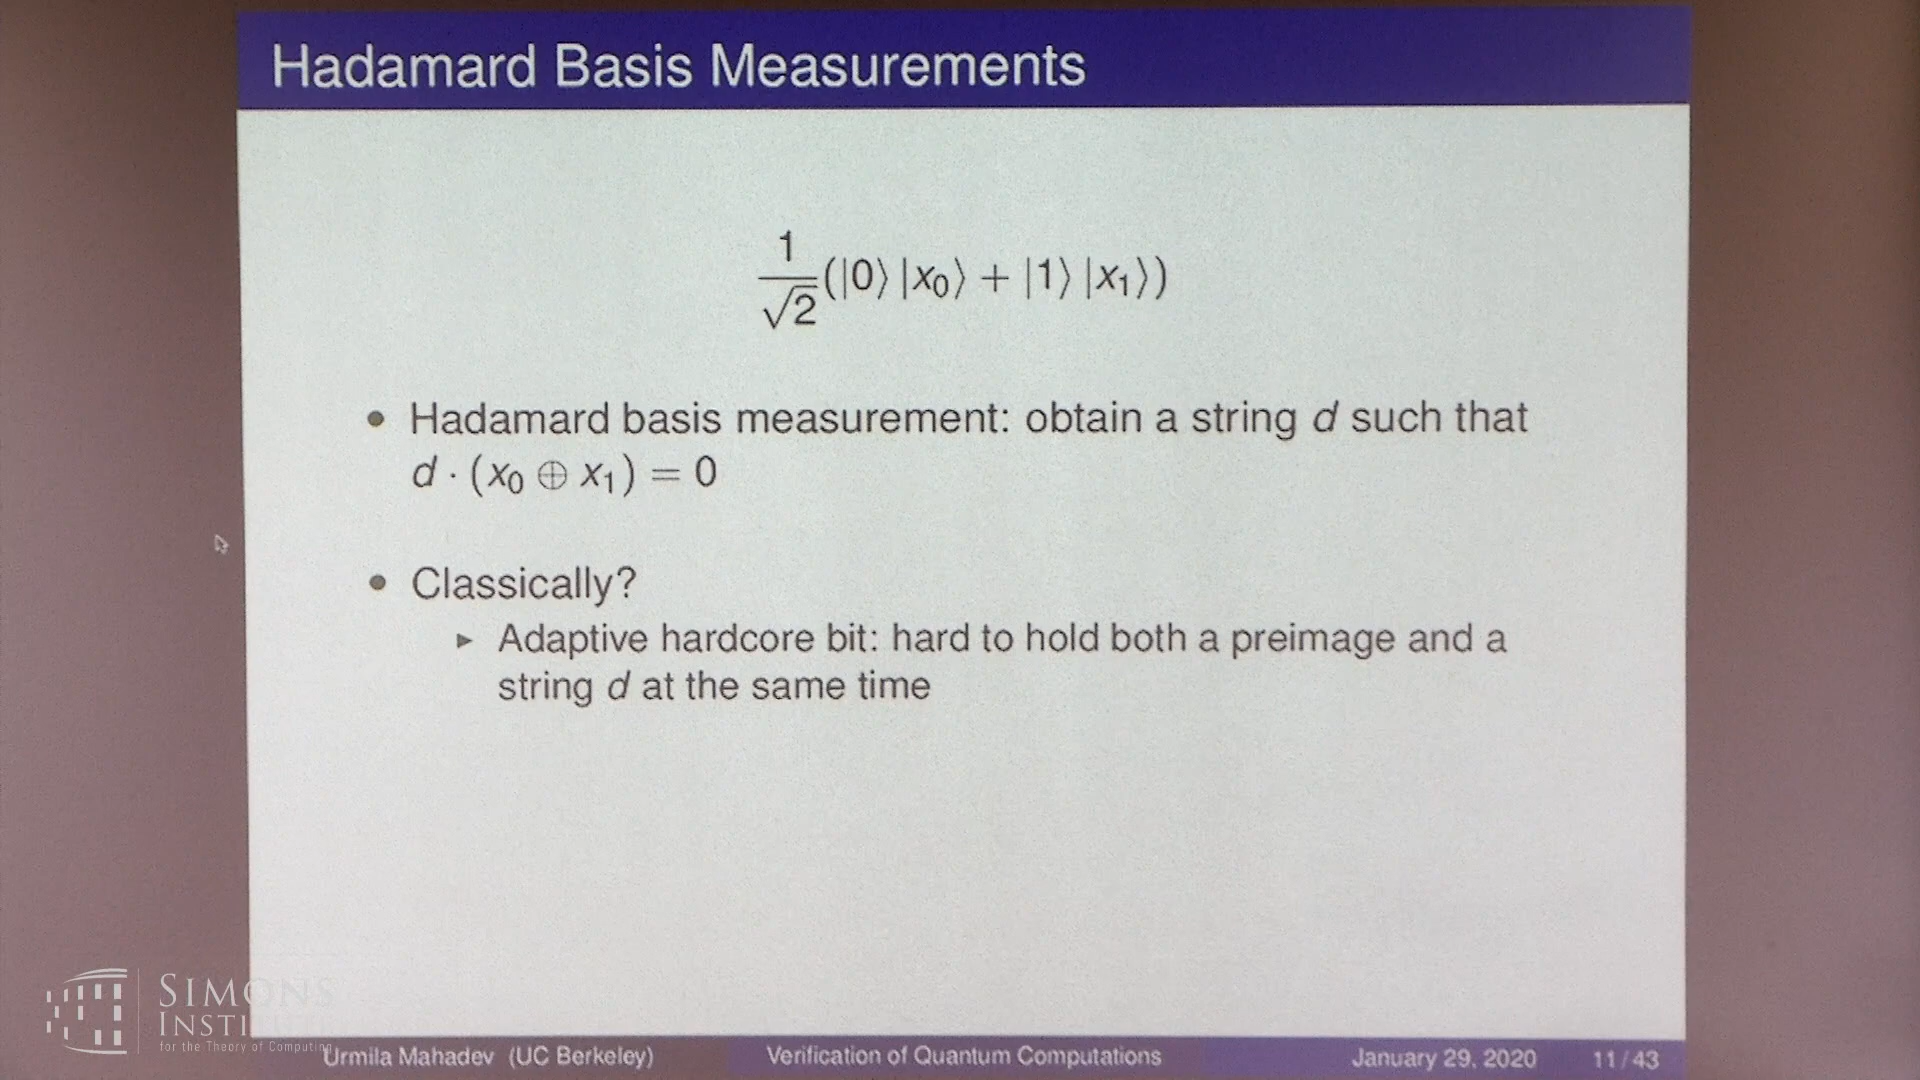 Hadamard Basis Measurements
1/√2 (|0⟩ |x₀⟩ + |1⟩ |x₁⟩)
• Hadamard basis measurement: obtain a string d such that
d · (x₀ ⊕ x₁) = 0
• Classically?
▸ Adaptive hardcore bit: hard to hold both a preimage and a
string d at the same time
SIMONS
INSTITUTE
for the Theory of Computing
Urmila Mahadev (UC Berkeley) Verification of Quantum Computations January 29, 2020 11/43